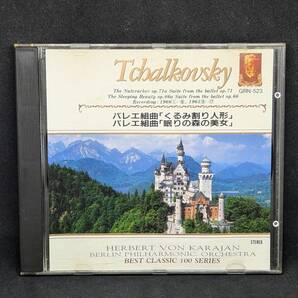 Tchaikovsky
GRN-523
The Nutcracker op.71a Suite from the ballet op.71
The Sleeping Beauty op.66a Suite from the ballet op.66
バレエ組曲「くるみ割り人形」
バレエ組曲「眠りの森の美女」
STEREO
HERBERT VON KARAJAN
BERLIN PHILHARMONIC ORCHESTRA
BEST CLASSIC 100 SERIES